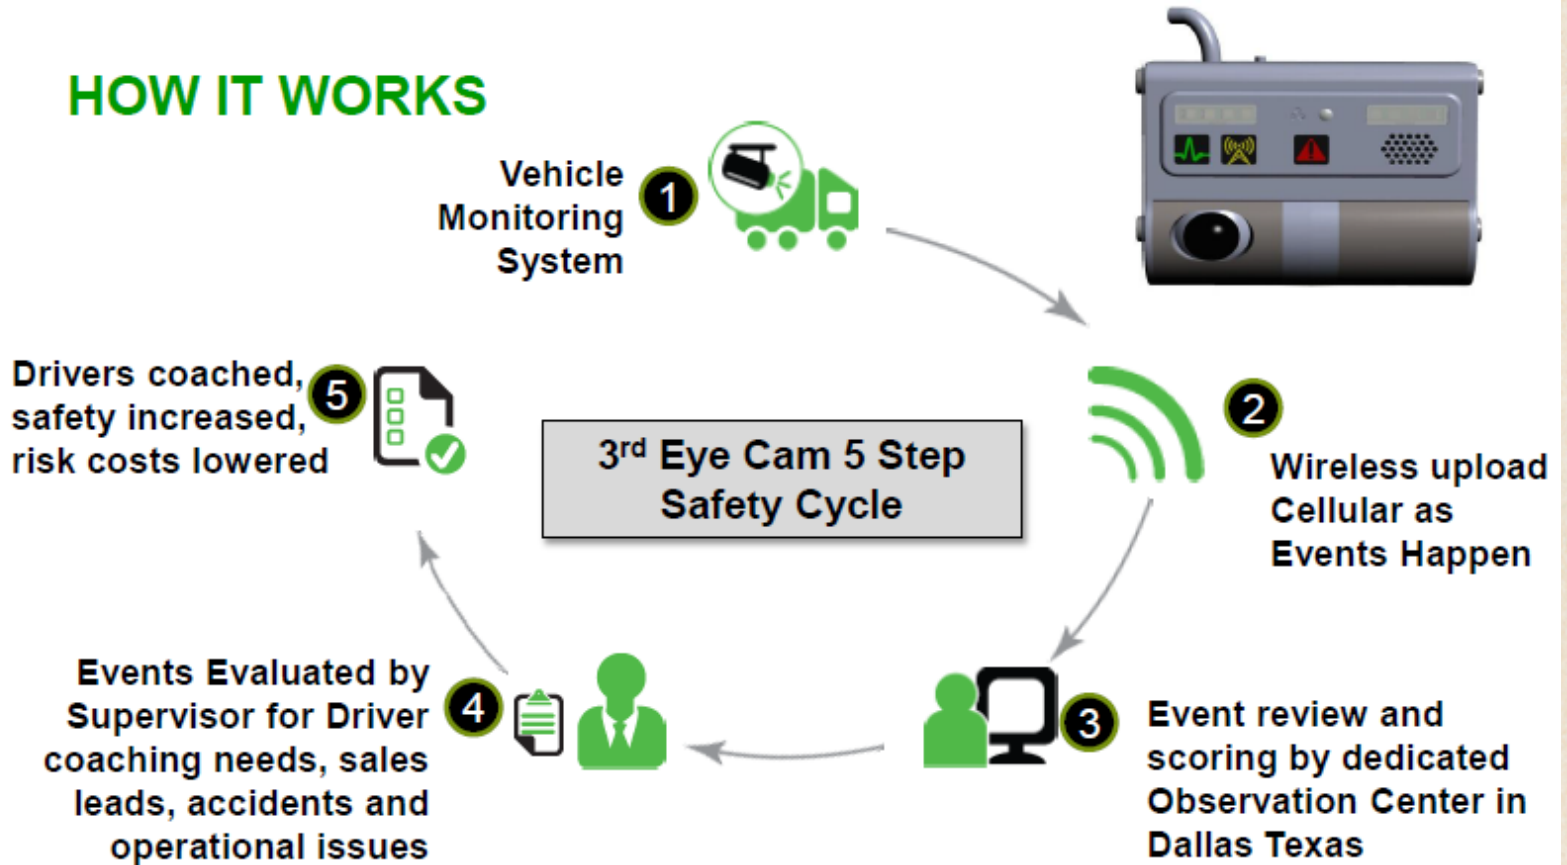 HOW IT WORKS
Vehicle
Monitoring
System
1
2
Wireless upload
Cellular as
Events Happen
3
Event review and
scoring by dedicated
Observation Center in
Dallas Texas
4
Events Evaluated by
Supervisor for Driver
coaching needs, sales
leads, accidents and
operational issues
5
Drivers coached,
safety increased,
risk costs lowered
3rd Eye Cam 5 Step
Safety Cycle